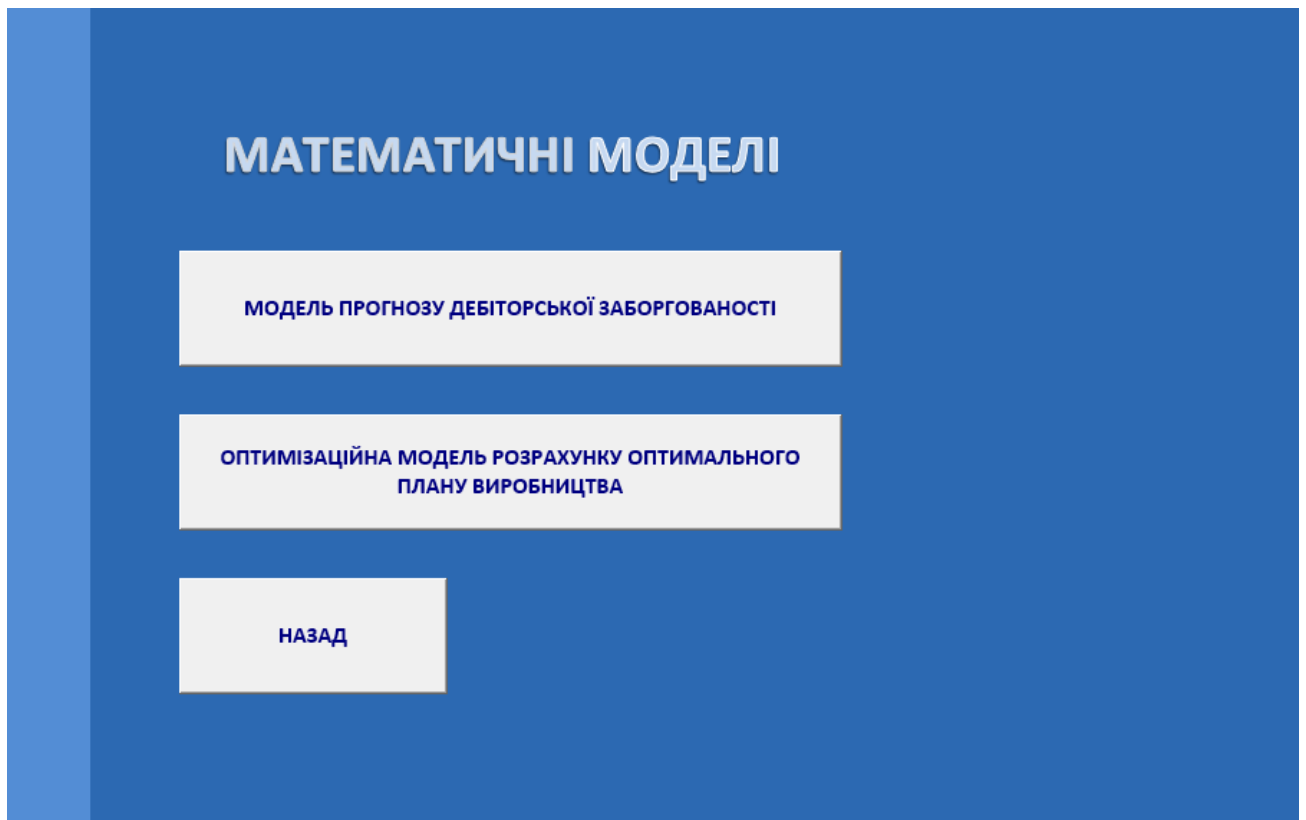 МАТЕМАТИЧНІ МОДЕЛІ
МОДЕЛЬ ПРОГНОЗУ ДЕБІТОРСЬКОЇ ЗАБОРГОВАНОСТІ
ОПТИМІЗАЦІЙНА МОДЕЛЬ РОЗРАХУНКУ ОПТИМАЛЬНОГО
ПЛАНУ ВИРОБНИЦТВА
НАЗАД